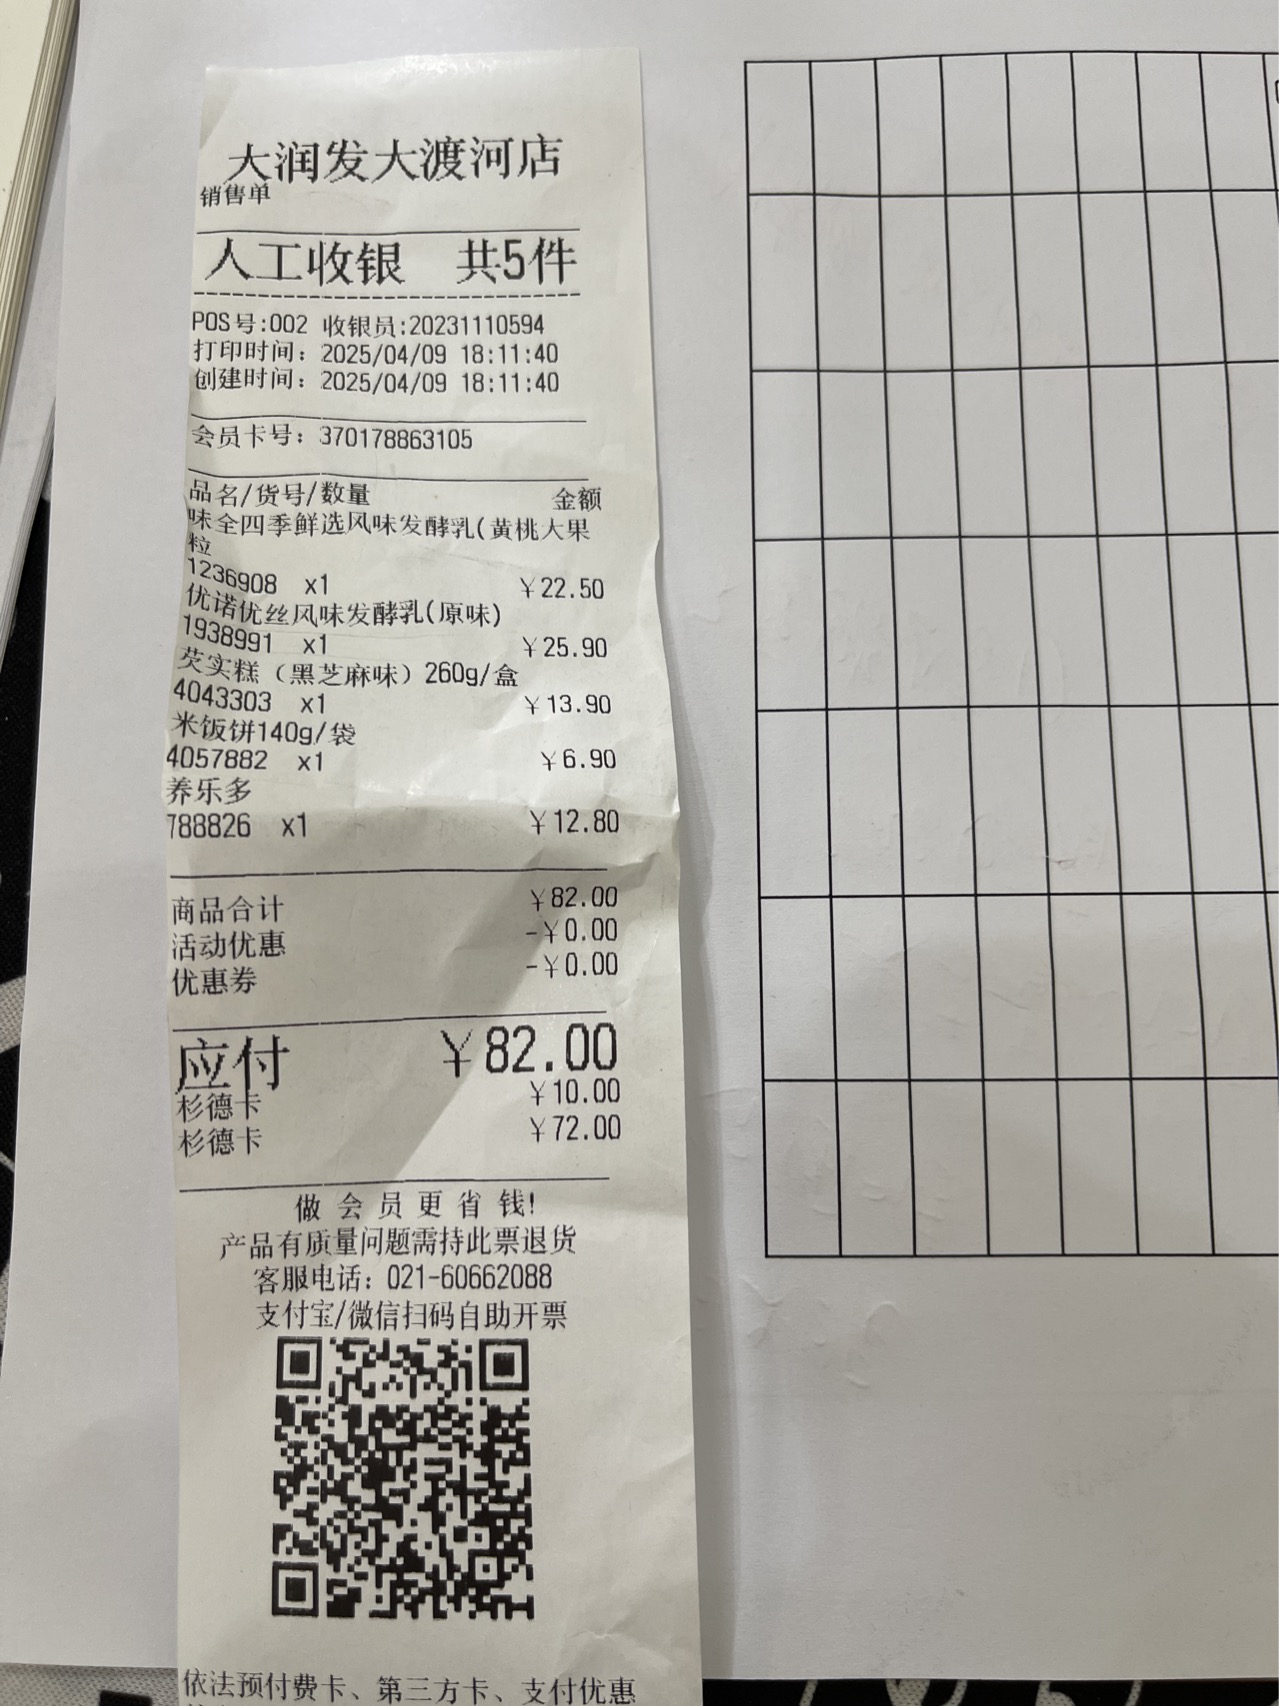 大润发大渡河店
销售单
人工收银 共5件
POS号:002 收银员:20231110594
打印时间：2025/04/09 18:11:40
创建时间：2025/04/09 18:11:40
会员卡号：370178863105
品名/货号/数量 金额
味全四季鲜选风味发酵乳(黄桃大果
粒
1236908 x1 ￥22.50
优诺优丝风味发酵乳(原味)
1938991 x1 ￥25.90
芡实糕（黑芝麻味）260g/盒
4043303 x1 ￥13.90
米饭饼140g/袋
4057882 x1 ￥6.90
养乐多
788826 x1 ￥12.80
商品合计 ￥82.00
活动优惠 -￥0.00
优惠券 -￥0.00
应付 ￥82.00
杉德卡 ￥10.00
杉德卡 ￥72.00
做会员更省钱!
产品有质量问题需持此票退货
客服电话：021-60662088
支付宝/微信扫码自助开票
依法预付费卡、第三方卡、支付优惠